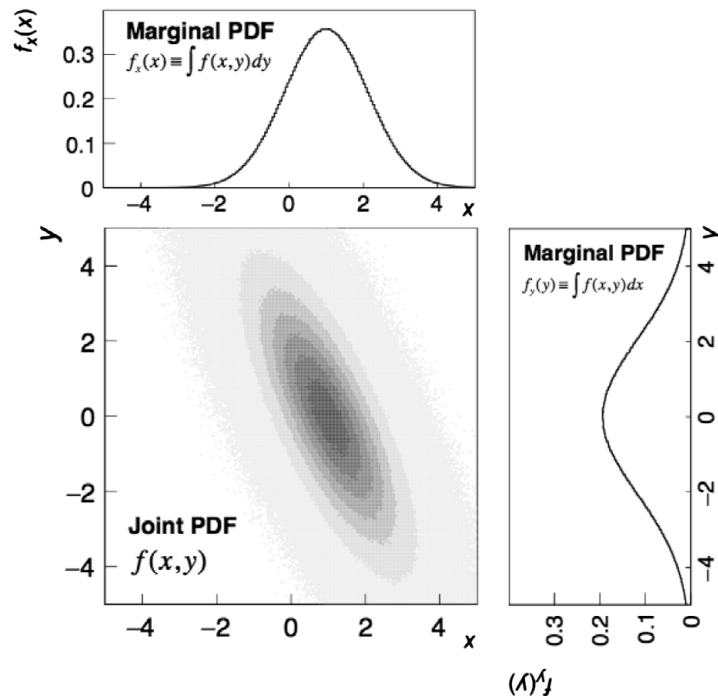 fₓ(x)
0.3
0.2
0.1
0
Marginal PDF
fₓ(x) ≡ ∫ f(x,y)dy
−4 −2 0 2 4
x
y
4
2
0
−2
−4
Joint PDF
f(x,y)
−4 −2 0 2 4
x
Marginal PDF
f_y(y) ≡ ∫ f(x,y)dx
y
4
2
0
−2
−4
0.3 0.2 0.1 0
f_y(y)